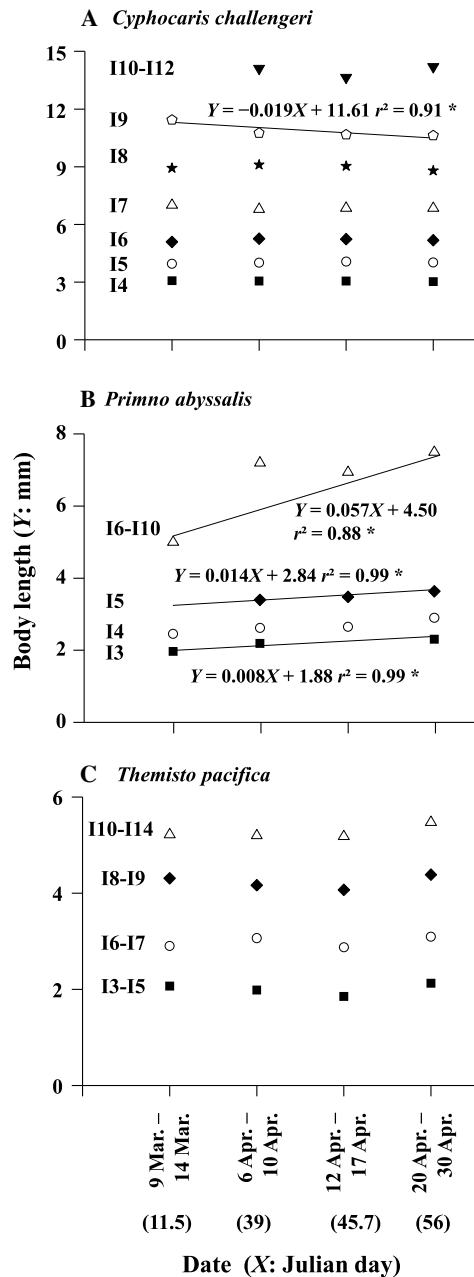 A Cyphocaris challengeri
15
I10-I12
12
Y = −0.019X + 11.61 r² = 0.91 *
I9
9
I8
I7
6
I6
I5
3
I4
0
B Primno abyssalis
8
6
Y = 0.057X + 4.50
r² = 0.88 *
I6-I10
4
Y = 0.014X + 2.84 r² = 0.99 *
I5
I4
2
I3
Y = 0.008X + 1.88 r² = 0.99 *
0
Body length (Y: mm)
C Themisto pacifica
6
I10-I14
I8-I9
4
I6-I7
I3-I5
2
0
9 Mar. –
14 Mar.
6 Apr. –
10 Apr.
12 Apr. –
17 Apr.
20 Apr. –
30 Apr.
(11.5) (39) (45.7) (56)
Date (X: Julian day)